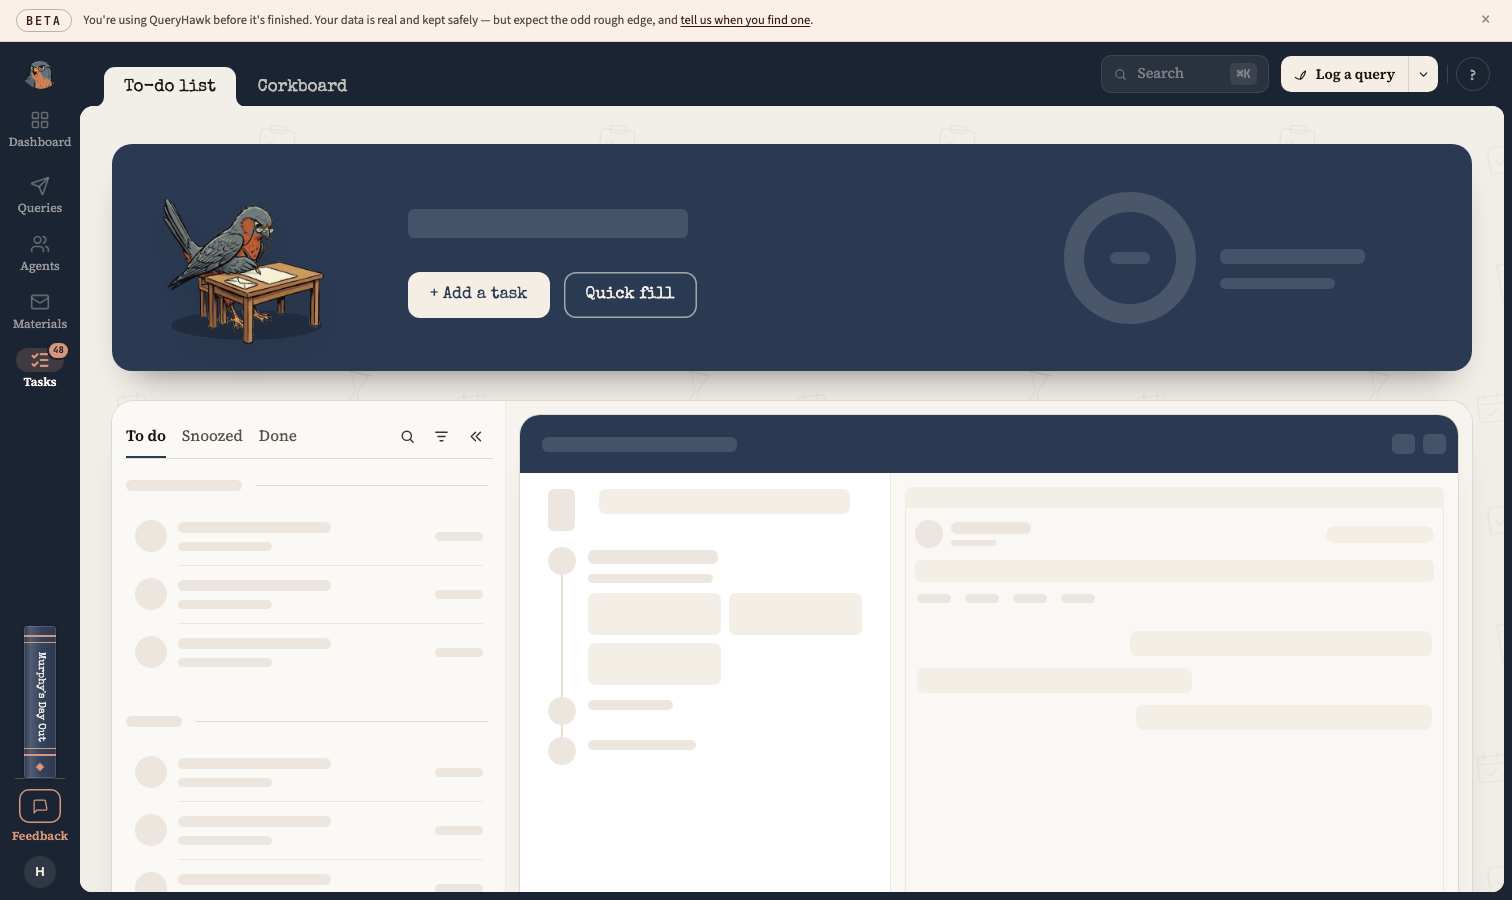 BETA
You're using QueryHawk before it's finished. Your data is real and kept safely — but expect the odd rough edge, and tell us when you find one.
×
To-do list
Corkboard
Search
⌘K
Log a query
?
Dashboard
Queries
Agents
Materials
48
Tasks
+ Add a task
Quick fill
To do
Snoozed
Done
Murphy's Day Out
Feedback
H